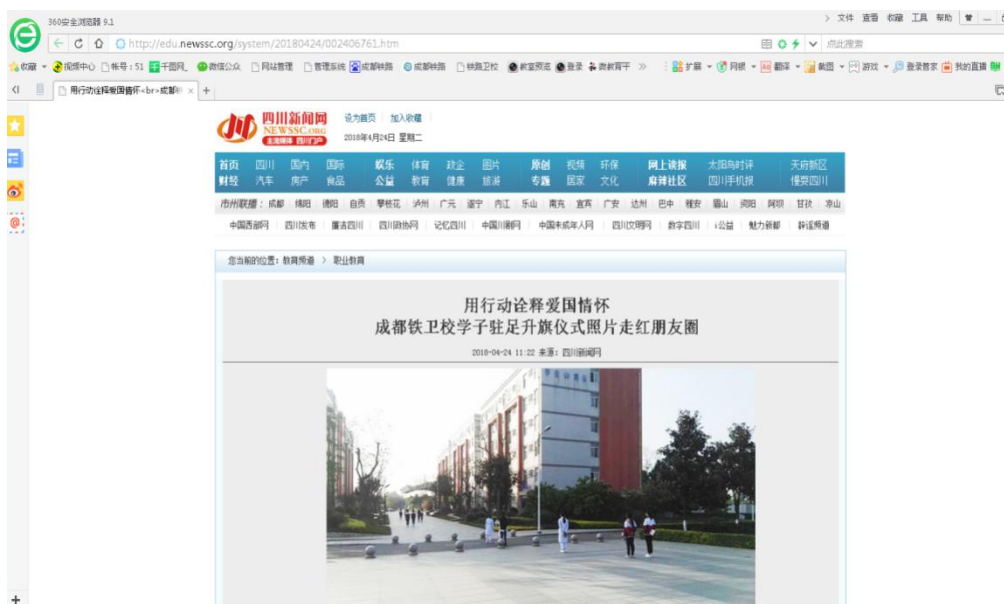 360安全浏览器 9.1
文件 查看 收藏 工具 帮助
http://edu.newssc.org/system/20180424/002406761.htm
点此搜索
收藏 视频中心 帐号:51 千图网_ 微信公众 网站管理 管理系统 成都铁路 成都铁路 铁路卫校 教室预览 登录 扩展 网银 翻译 截图 游戏 登录管家 我的直播
用行动诠释爱国情怀<br>成都
四川新闻网
NEWSSC.ORG
主流媒体 四川门户
设为首页 加入收藏
2018年4月24日 星期二
首页 四川 国内 国际 娱乐 体育 政企 图片 原创 视频 环保 网上读报 太阳鸟时评 天府新区
财经 汽车 房产 食品 公益 教育 健康 旅游 专题 居家 文化 麻辣社区 四川手机报 慢耍四川
市州联播: 成都 绵阳 德阳 自贡 攀枝花 泸州 广元 遂宁 内江 乐山 南充 宜宾 广安 达州 巴中 雅安 眉山 资阳 阿坝 甘孜 凉山
中国西部网 四川发布 廉洁四川 四川政协网 记忆四川 中国川剧网 中国未成年人网 四川文明网 数字四川 i公益 魅力新都 辟谣频道
您当前的位置: 教育频道 > 职业教育
用行动诠释爱国情怀
成都铁卫校学子驻足升旗仪式照片走红朋友圈
2018-04-24 11:22 来源: 四川新闻网